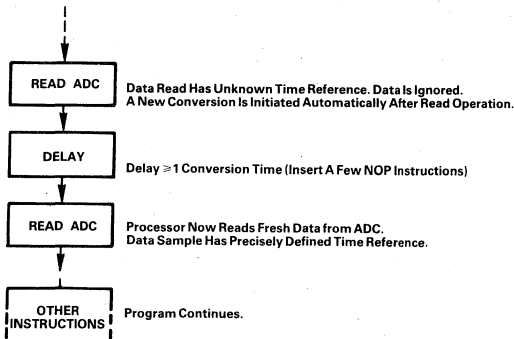 READ ADC
Data Read Has Unknown Time Reference. Data Is Ignored.
A New Conversion Is Initiated Automatically After Read Operation.
DELAY
Delay ⩾ 1 Conversion Time (Insert A Few NOP Instructions)
READ ADC
Processor Now Reads Fresh Data from ADC.
Data Sample Has Precisely Defined Time Reference.
OTHER
INSTRUCTIONS
Program Continues.